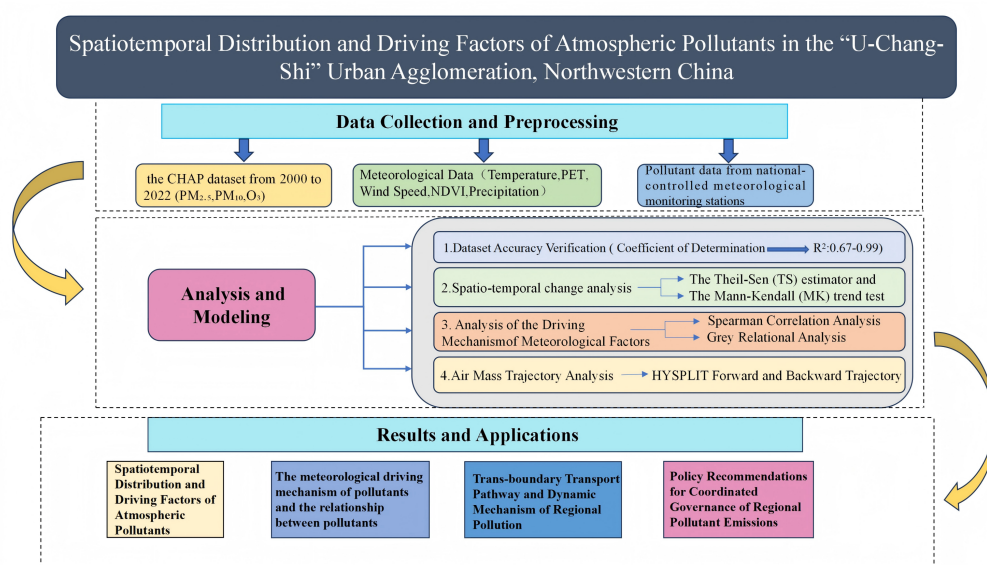 Spatiotemporal Distribution and Driving Factors of Atmospheric Pollutants in the “U-Chang-
Shi” Urban Agglomeration, Northwestern China
Data Collection and Preprocessing
the CHAP dataset from 2000 to
2022 (PM₂.₅,PM₁₀,O₃)
Meteorological Data（Temperature,PET,
Wind Speed,NDVI,Precipitation）
Pollutant data from national-
controlled meteorological
monitoring stations
Analysis and
Modeling
1.Dataset Accuracy Verification ( Coefficient of Determination R²:0.67-0.99)
2.Spatio-temporal change analysis
The Theil-Sen (TS) estimator and
The Mann-Kendall (MK) trend test
3. Analysis of the Driving
Mechanismof Meteorological Factors
Spearman Correlation Analysis
Grey Relational Analysis
4.Air Mass Trajectory Analysis
HYSPLIT Forward and Backward Trajectory
Results and Applications
Spatiotemporal
Distribution and
Driving Factors of
Atmospheric
Pollutants
The meteorological driving
mechanism of pollutants
and the relationship
between pollutants
Trans-boundary Transport
Pathway and Dynamic
Mechanism of Regional
Pollution
Policy Recommendations
for Coordinated
Governance of Regional
Pollutant Emissions